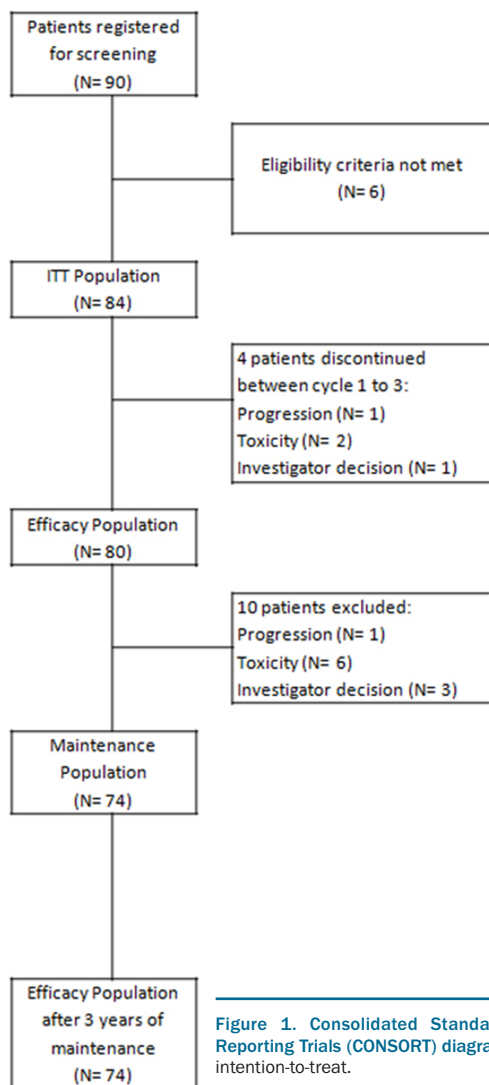 Patients registered
for screening
(N= 90)
Eligibility criteria not met
(N= 6)
ITT Population
(N= 84)
4 patients discontinued
between cycle 1 to 3:
Progression (N= 1)
Toxicity (N= 2)
Investigator decision (N= 1)
Efficacy Population
(N= 80)
10 patients excluded:
Progression (N= 1)
Toxicity (N= 6)
Investigator decision (N= 3)
Maintenance
Population
(N= 74)
Efficacy Population
after 3 years of
maintenance
(N= 74)
Figure 1. Consolidated Standa
Reporting Trials (CONSORT) diagra
intention-to-treat.